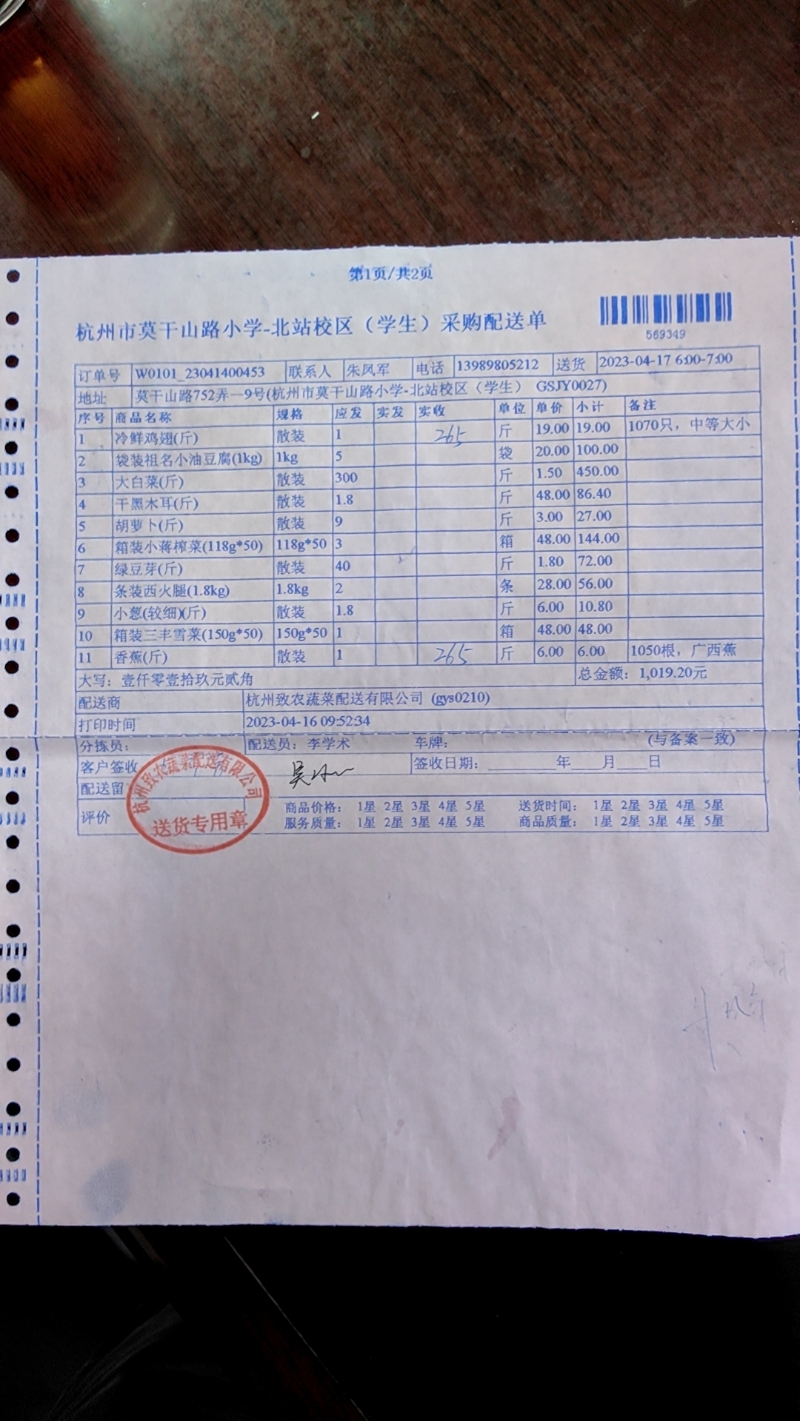 第1页/共2页
杭州市莫干山路小学-北站校区（学生）采购配送单
569349
订单号 W0101_23041400453 联系人 朱凤军 电话 13989805212 送货 2023-04-17 6:00-7:00
地址 莫干山路752弄一9号(杭州市莫干山路小学-北站校区（学生） GSJY0027)
序号 商品名称 规格 应发 实发 实收 单位 单价 小计 备注
1 冷鲜鸡翅(斤) 散装 1 265 斤 19.00 19.00 1070只，中等大小
2 袋装祖名小油豆腐(1kg) 1kg 5 袋 20.00 100.00
3 大白菜(斤) 散装 300 斤 1.50 450.00
4 干黑木耳(斤) 散装 1.8 斤 48.00 86.40
5 胡萝卜(斤) 散装 9 斤 3.00 27.00
6 箱装小蒋榨菜(118g*50) 118g*50 3 箱 48.00 144.00
7 绿豆芽(斤) 散装 40 斤 1.80 72.00
8 条装西火腿(1.8kg) 1.8kg 2 条 28.00 56.00
9 小葱(较细)(斤) 散装 1.8 斤 6.00 10.80
10 箱装三丰雪菜(150g*50) 150g*50 1 箱 48.00 48.00
11 香蕉(斤) 散装 1 265 斤 6.00 6.00 1050根，广西蕉
大写：壹仟零壹拾玖元贰角 总金额：1,019.20元
配送商 杭州致农蔬菜配送有限公司 (gys0210)
打印时间 2023-04-16 09:52:34
分拣员： 配送员：李学术 车牌： (与备案一致)
客户签收 签收日期： 年 月 日
配送留
杭州致农蔬菜配送有限公司
送货专用章
评价 商品价格： 1星 2星 3星 4星 5星 送货时间： 1星 2星 3星 4星 5星
服务质量： 1星 2星 3星 4星 5星 商品质量： 1星 2星 3星 4星 5星